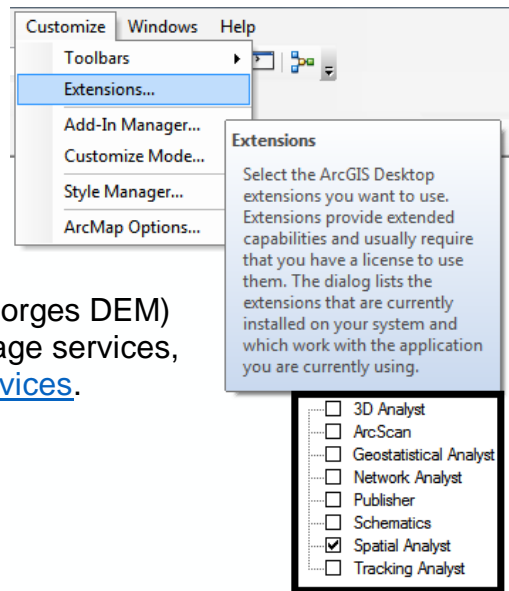 Customize Windows Help
Toolbars
Extensions...
Add-In Manager...
Customize Mode...
Style Manager...
ArcMap Options...
Extensions
Select the ArcGIS Desktop
extensions you want to use.
Extensions provide extended
capabilities and usually require
that you have a license to use
them. The dialog lists the
extensions that are currently
installed on your system and
which work with the application
you are currently using.
orges DEM)
age services,
vices.
3D Analyst
ArcScan
Geostatistical Analyst
Network Analyst
Publisher
Schematics
Spatial Analyst
Tracking Analyst